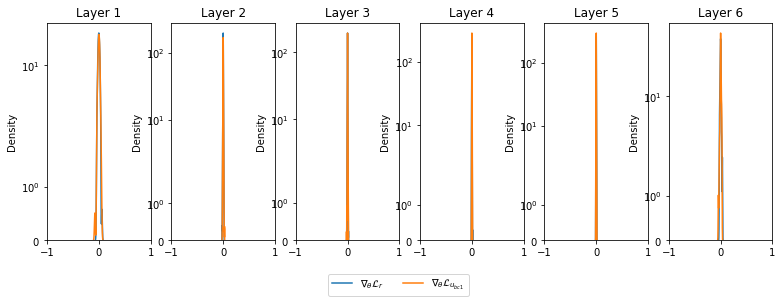 Layer 1 Layer 2 Layer 3 Layer 4 Layer 5 Layer 6
10² 10² 10² 10²
10¹ 10¹ 10¹ 10¹ 10¹ 10¹
Density Density Density Density Density Density
10⁰ 10⁰ 10⁰ 10⁰ 10⁰ 10⁰
0 0 0 0 0 0
−1 0 1 −1 0 1 −1 0 1 −1 0 1 −1 0 1 −1 0 1
∇θℒr ∇θℒu_bc1